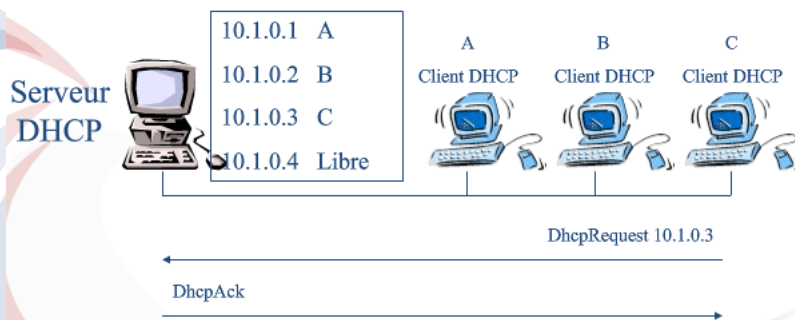 Serveur
DHCP
10.1.0.1 A
10.1.0.2 B
10.1.0.3 C
10.1.0.4 Libre
A
Client DHCP
B
Client DHCP
C
Client DHCP
DhcpRequest 10.1.0.3
DhcpAck